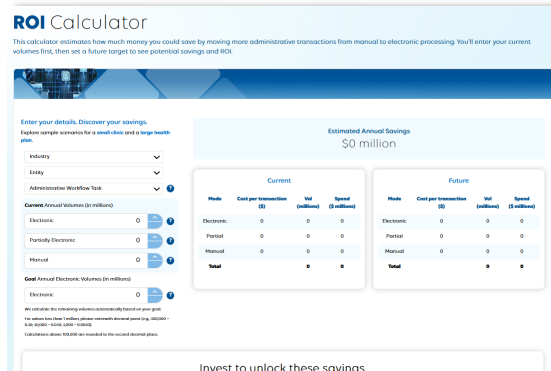 ROI Calculator
This calculator estimates how much money you could save by moving more administrative transactions from manual to electronic processing. You'll enter your current
volumes first, then set a future target to see potential savings and ROI.
Enter your details. Discover your savings.
Explore sample scenarios for a small clinic and a large health
plan.
Industry
Entity
Administrative Workflow Task ?
Current Annual Volumes (in millions)
Electronic 0 ?
Partially Electronic 0 ?
Manual 0 ?
Goal Annual Electronic Volumes (in millions)
Electronic 0 ?
We calculate the remaining volumes automatically based on your goal.
For values less than 1 million, please enter with decimal point (e.g., 100,000 =
0.10, 10,000 = 0.010, 1,000 = 0.0010).
Calculations above 100,000 are rounded to the second decimal place.
Estimated Annual Savings
$0 million
Current
Mode Cost per transaction ($) Vol (millions) Spend ($ millions)
Electronic 0 0 0
Partial 0 0 0
Manual 0 0 0
Total 0 0
Future
Mode Cost per transaction ($) Vol (millions) Spend ($ millions)
Electronic 0 0 0
Partial 0 0 0
Manual 0 0 0
Total 0 0
Invest to unlock these savings